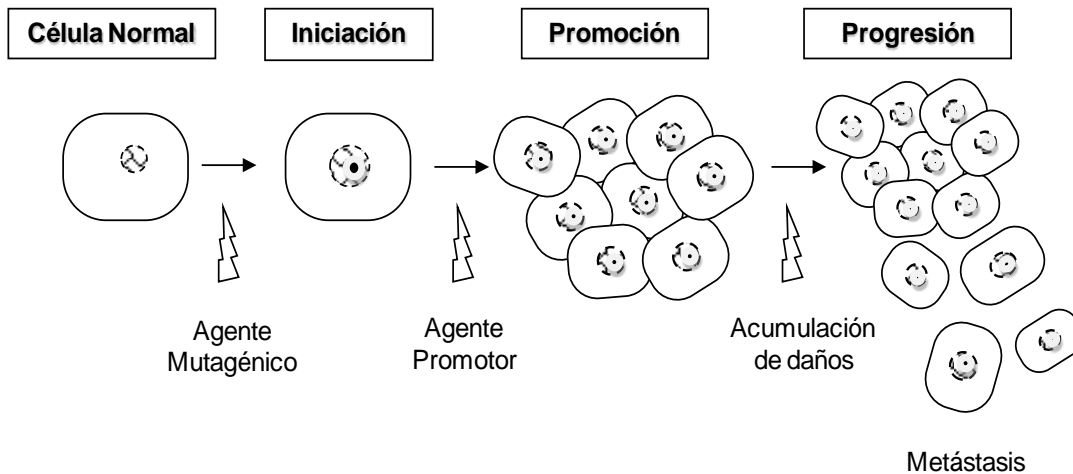 Célula Normal
Iniciación
Promoción
Progresión
Agente
Mutagénico
Agente
Promotor
Acumulación
de daños
Metástasis